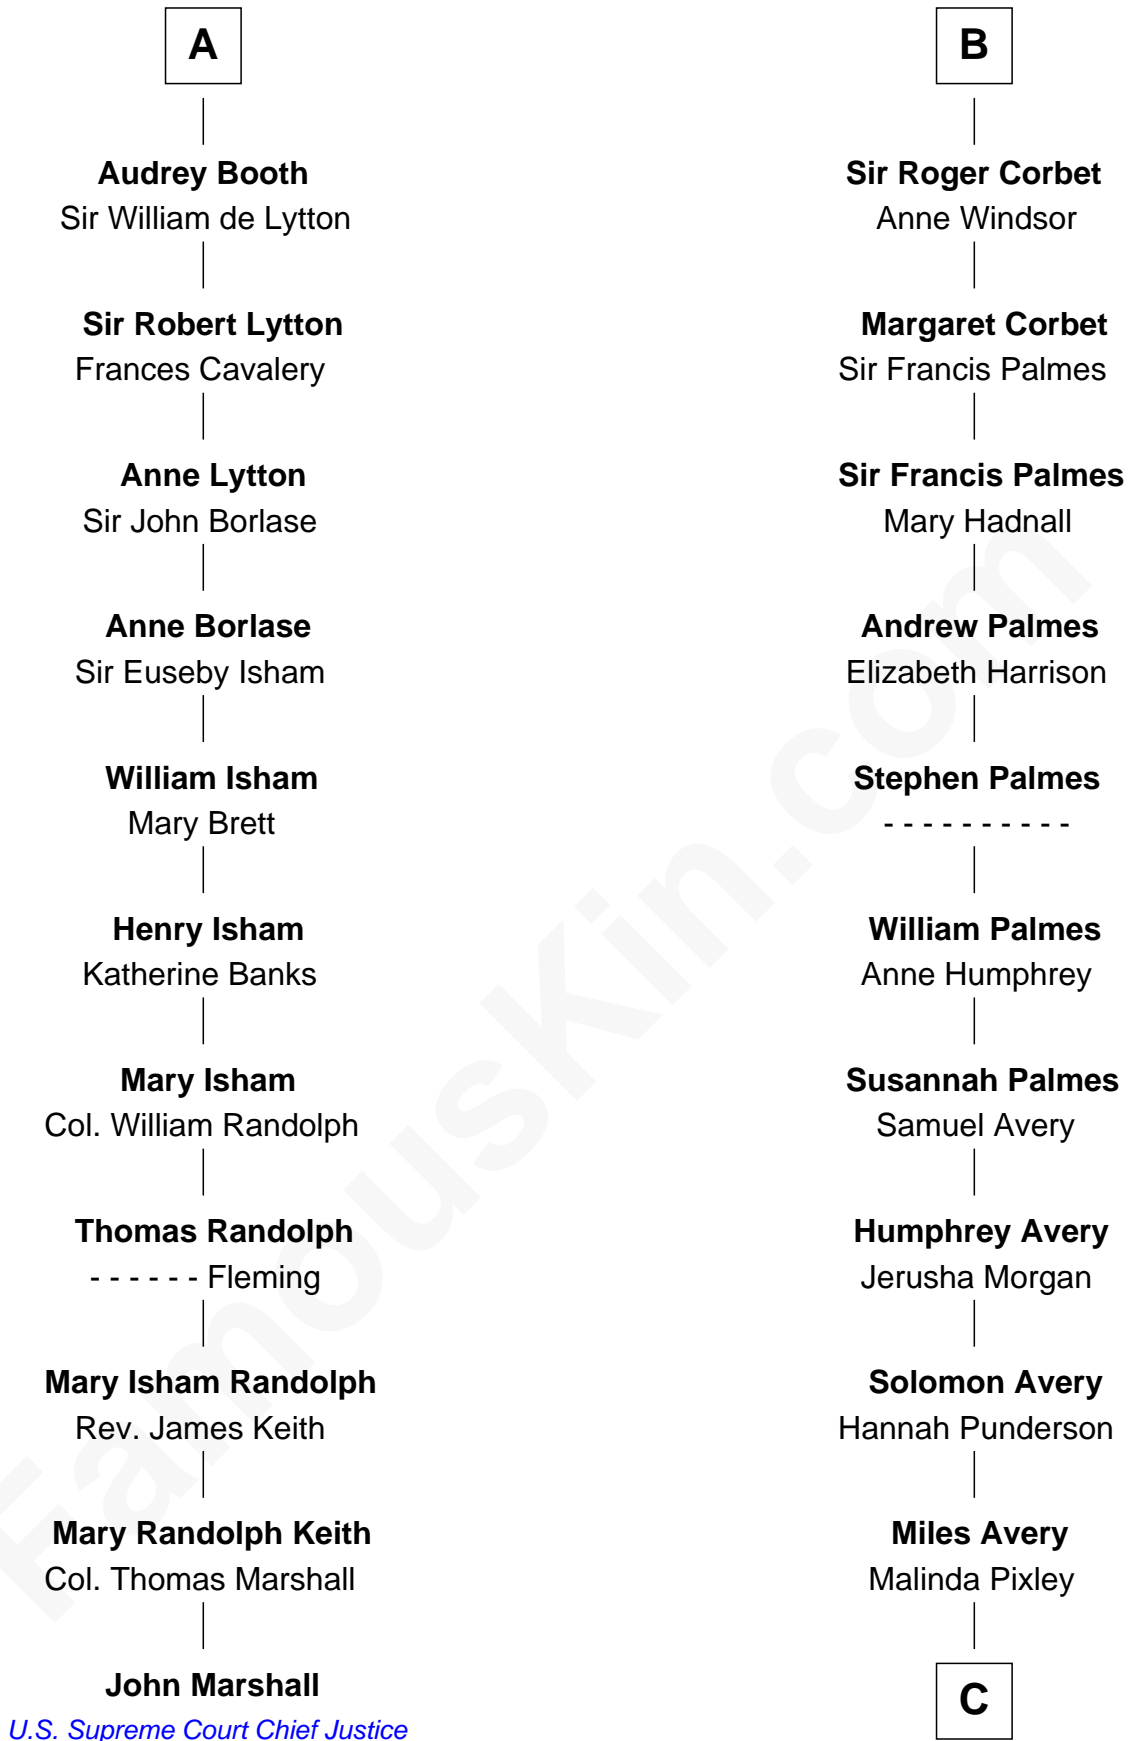 A
Audrey Booth
Sir William de Lytton
Sir Robert Lytton
Frances Cavalery
Anne Lytton
Sir John Borlase
Anne Borlase
Sir Euseby Isham
William Isham
Mary Brett
Henry Isham
Katherine Banks
Mary Isham
Col. William Randolph
Thomas Randolph
- - - - - - Fleming
Mary Isham Randolph
Rev. James Keith
Mary Randolph Keith
Col. Thomas Marshall
John Marshall
U.S. Supreme Court Chief Justice
B
Sir Roger Corbet
Anne Windsor
Margaret Corbet
Sir Francis Palmes
Sir Francis Palmes
Mary Hadnall
Andrew Palmes
Elizabeth Harrison
Stephen Palmes
- - - - - - - - - -
William Palmes
Anne Humphrey
Susannah Palmes
Samuel Avery
Humphrey Avery
Jerusha Morgan
Solomon Avery
Hannah Punderson
Miles Avery
Malinda Pixley
C
FamousKin.com